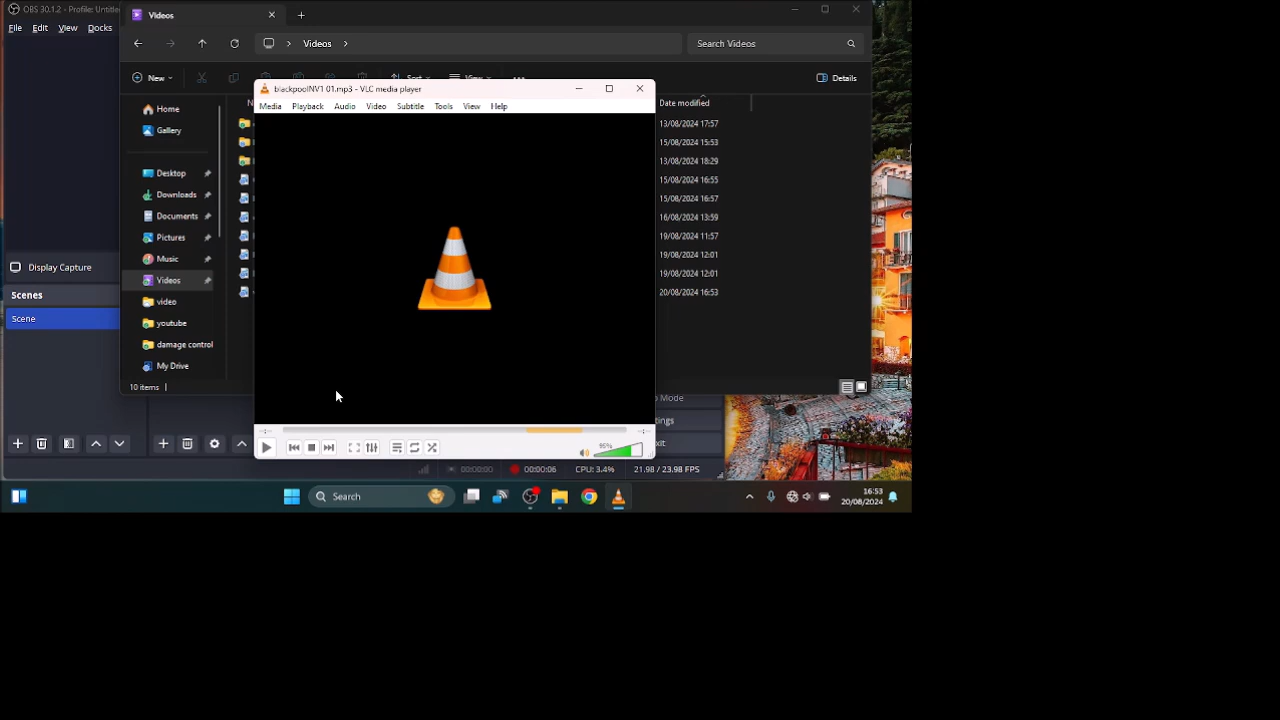 OBS 30.1.2 - Profile: Untitle
File Edit View Docks
Videos
Videos
Search Videos
New
Sort
View
Details
Home
Gallery
Desktop
Downloads
Documents
Pictures
Music
Videos
video
youtube
damage control
My Drive
10 items
Date modified
13/08/2024 17:57
15/08/2024 15:53
13/08/2024 18:29
15/08/2024 16:55
15/08/2024 16:57
16/08/2024 13:59
19/08/2024 11:57
19/08/2024 12:01
19/08/2024 12:01
20/08/2024 16:53
blackpoolNV1 01.mp3 - VLC media player
Media Playback Audio Video Subtitle Tools View Help
95%
Display Capture
Scenes
Scene
o Mode
ings
xit
00:00:00
00:00:06
CPU: 3.4%
21.98 / 23.98 FPS
Search
16:53
20/08/2024